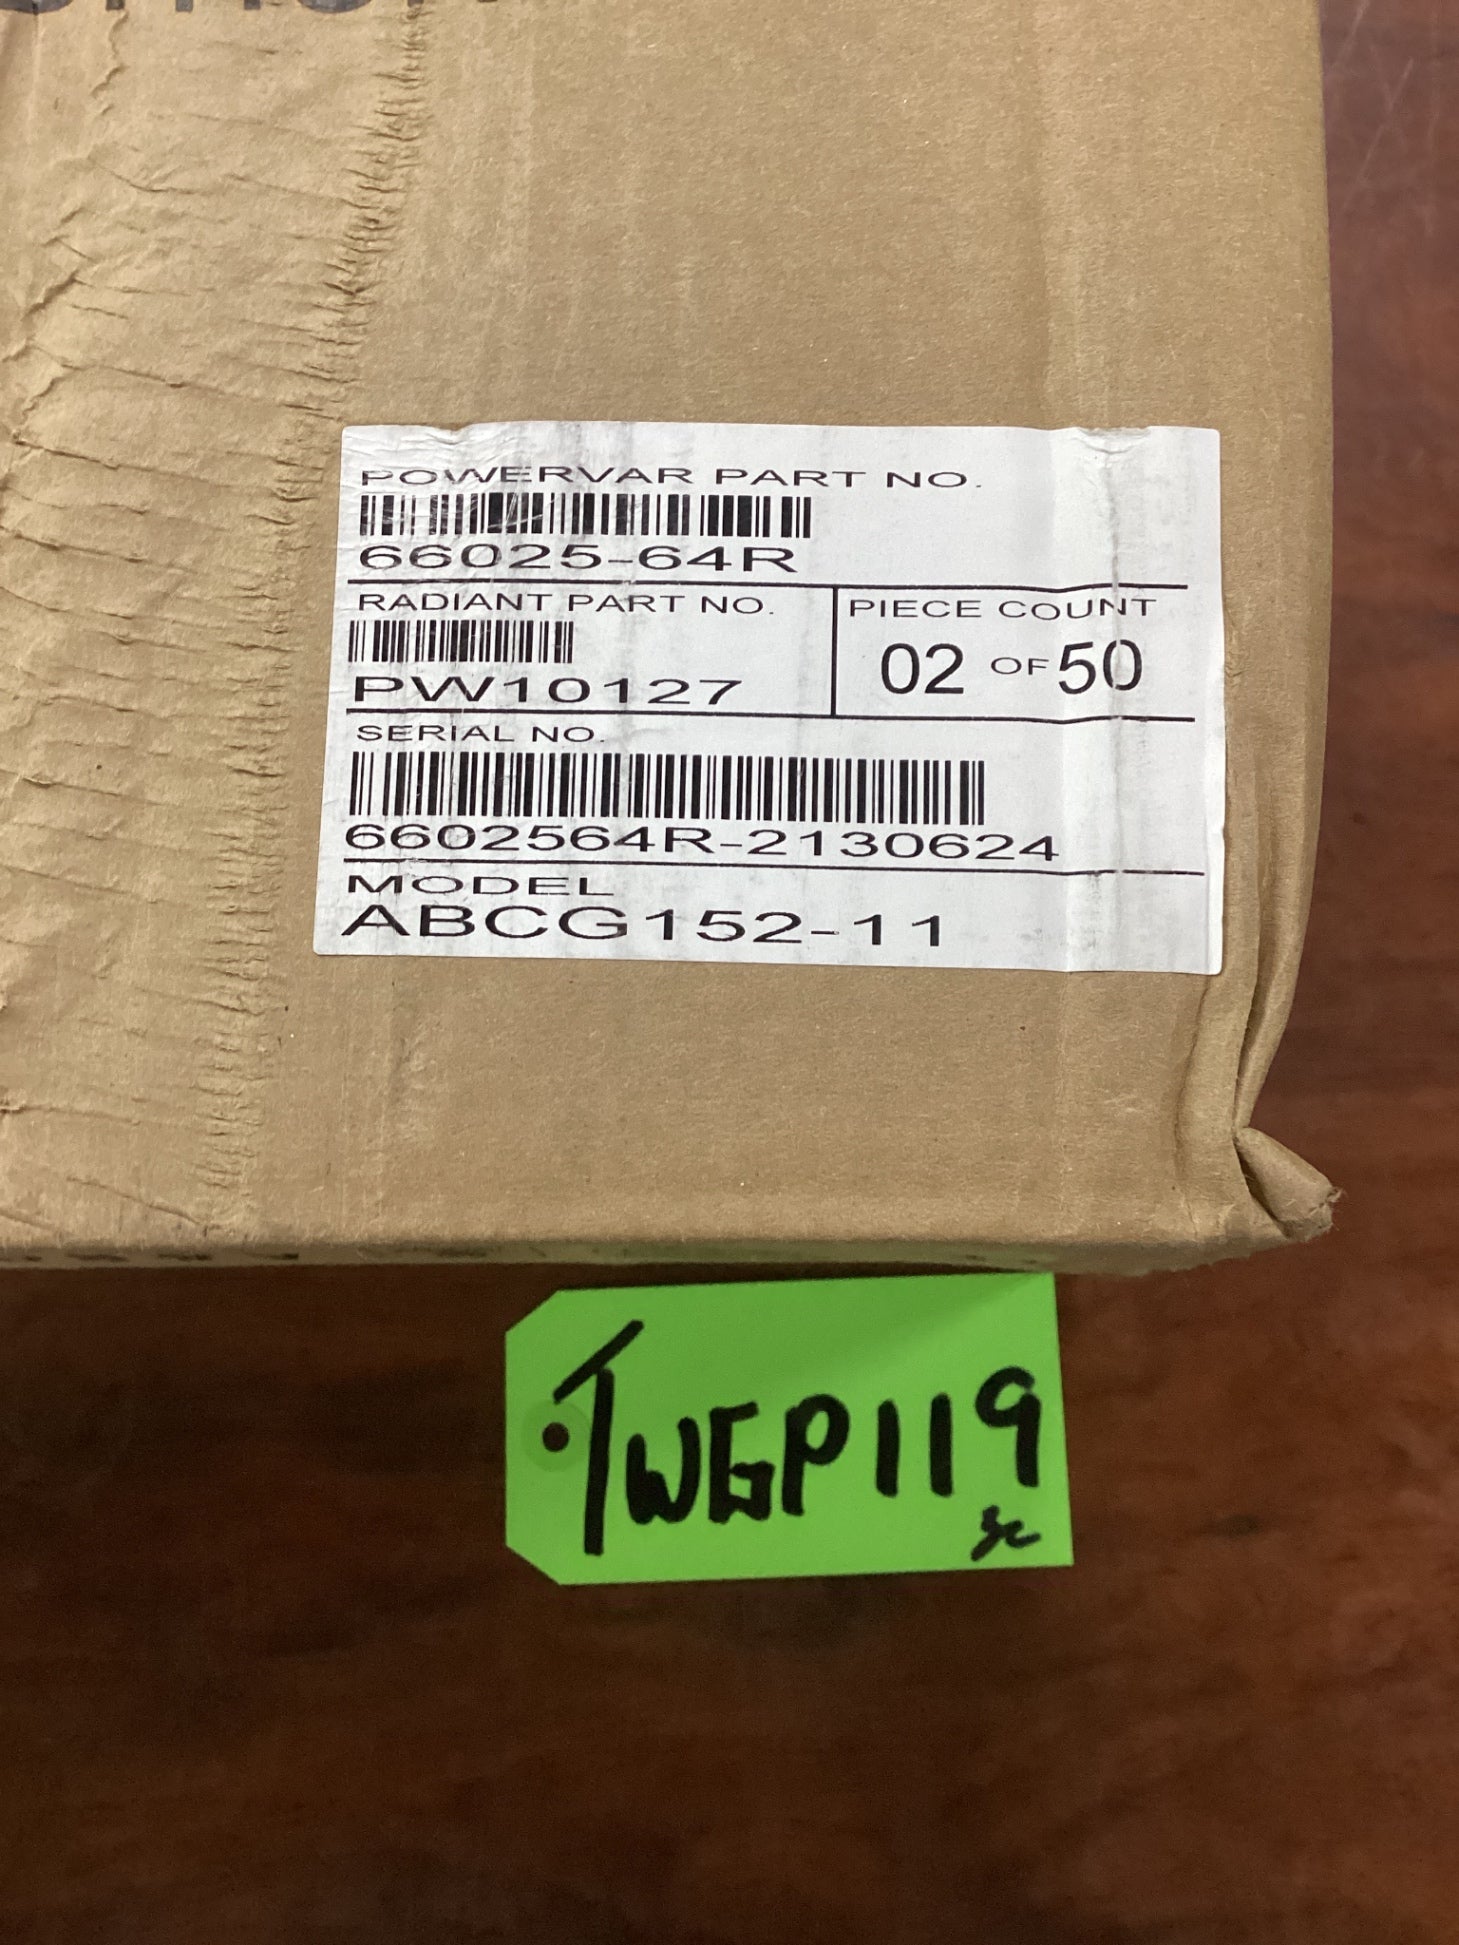 POWERVAR PART NO.
66025-64R
RADIANT PART NO.
PW10127
PIECE COUNT
02 OF 50
SERIAL NO.
6602564R-2130624
MODEL
ABCG152-11
TWGP119